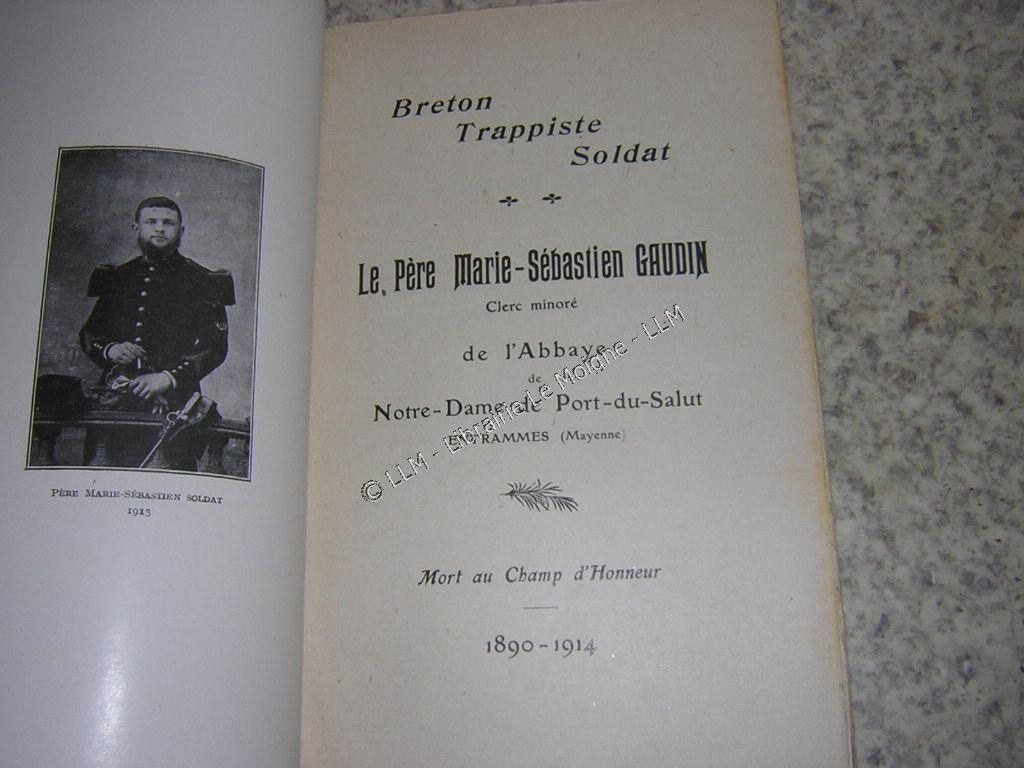 PÈRE MARIE-SÉBASTIEN SOLDAT
1913
Breton
Trappiste
Soldat
Le Père Marie-Sébastien GAUDIN
Clerc minoré
de l'Abbaye
de
Notre-Dame de Port-du-Salut
ENTRAMMES (Mayenne)
Mort au Champ d'Honneur
1890-1914
© LLM - Librairie Le Moigne - LLM